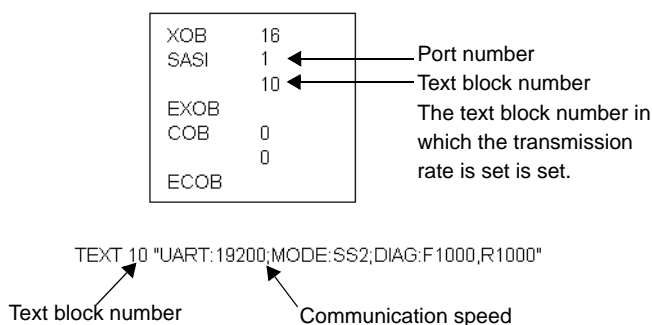 XOB 16
SASI 1
10
EXOB
COB 0
0
ECOB
Port number
Text block number
The text block number in
which the transmission
rate is set is set.
TEXT 10 "UART:19200;MODE:SS2;DIAG:F1000,R1000"
Text block number
Communication speed